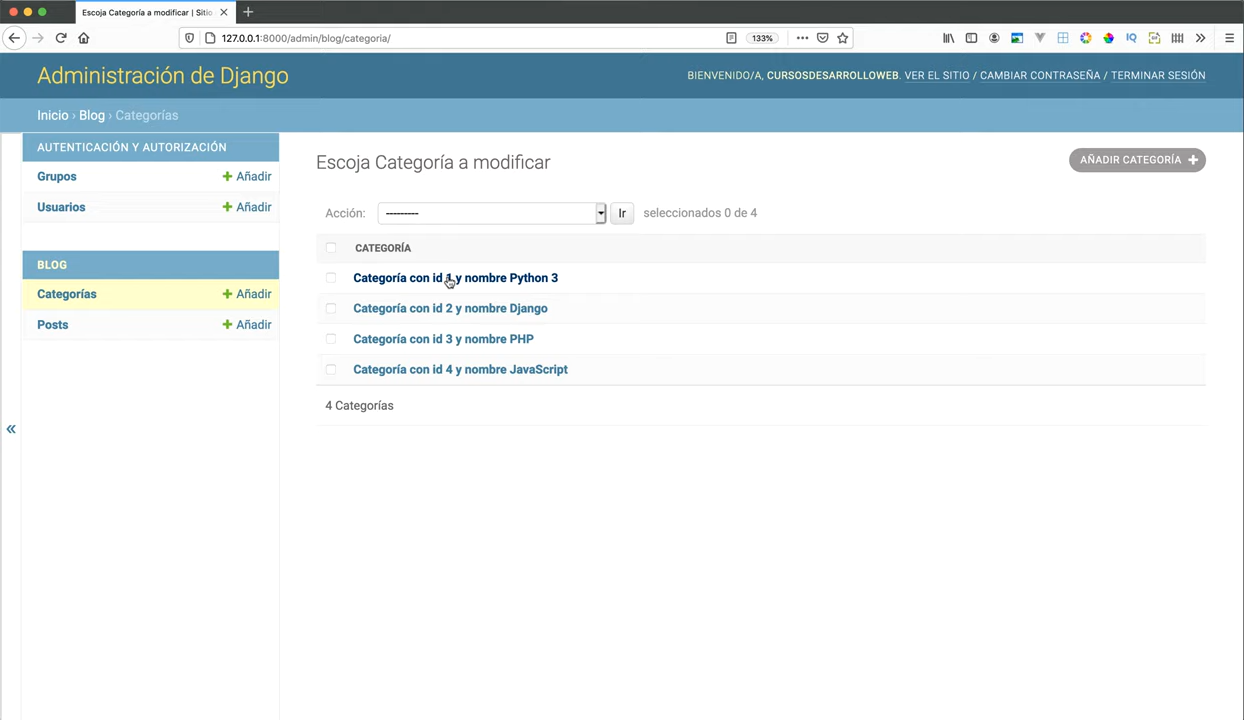 Escoja Categoría a modificar | Sitio
127.0.0.1:8000/admin/blog/categoria/
133%
Administración de Django
BIENVENIDO/A, CURSOSDESARROLLOWEB. VER EL SITIO / CAMBIAR CONTRASEÑA / TERMINAR SESIÓN
Inicio › Blog › Categorías
AUTENTICACIÓN Y AUTORIZACIÓN
Grupos + Añadir
Usuarios + Añadir
BLOG
Categorías + Añadir
Posts + Añadir
«
Escoja Categoría a modificar
AÑADIR CATEGORÍA +
Acción: --------- Ir seleccionados 0 de 4
CATEGORÍA
Categoría con id 1 y nombre Python 3
Categoría con id 2 y nombre Django
Categoría con id 3 y nombre PHP
Categoría con id 4 y nombre JavaScript
4 Categorías